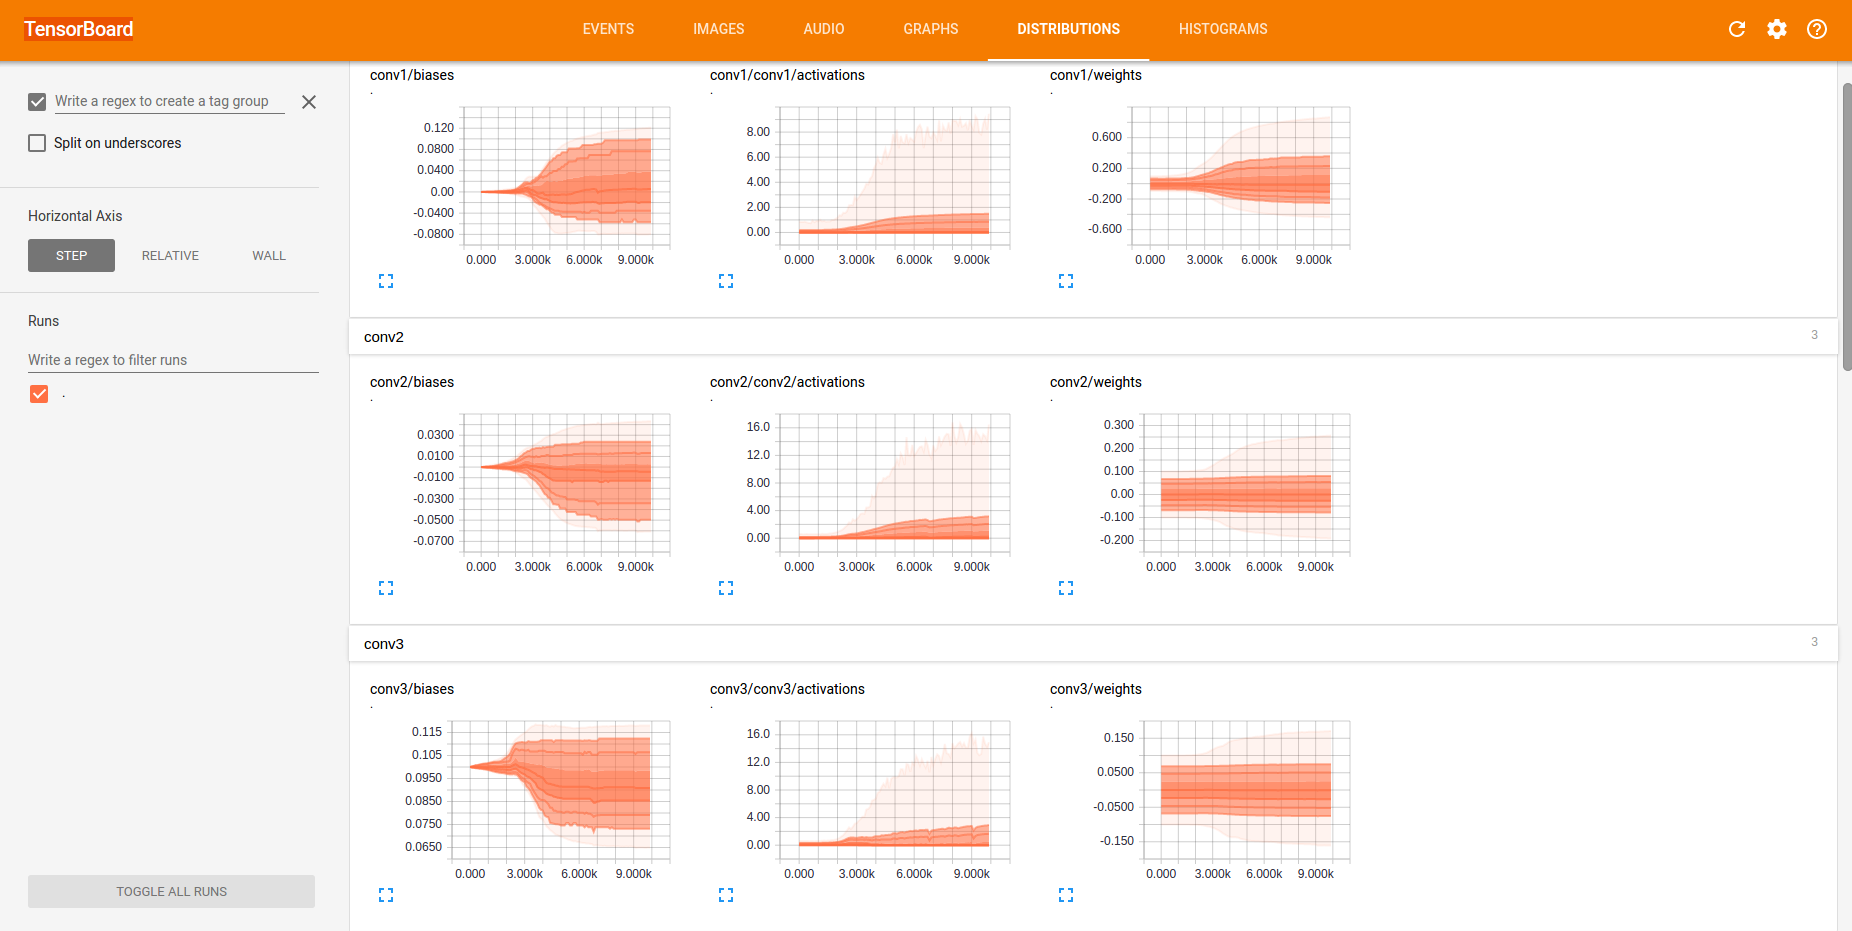 TensorBoard
EVENTS IMAGES AUDIO GRAPHS DISTRIBUTIONS HISTOGRAMS
Write a regex to create a tag group
Split on underscores
Horizontal Axis
STEP RELATIVE WALL
Runs
Write a regex to filter runs
.
TOGGLE ALL RUNS
conv1/biases
.
0.120
0.0800
0.0400
0.00
-0.0400
-0.0800
0.000 3.000k 6.000k 9.000k
conv1/conv1/activations
.
8.00
6.00
4.00
2.00
0.00
0.000 3.000k 6.000k 9.000k
conv1/weights
.
0.600
0.200
-0.200
-0.600
0.000 3.000k 6.000k 9.000k
conv2 3
conv2/biases
.
0.0300
0.0100
-0.0100
-0.0300
-0.0500
-0.0700
0.000 3.000k 6.000k 9.000k
conv2/conv2/activations
.
16.0
12.0
8.00
4.00
0.00
0.000 3.000k 6.000k 9.000k
conv2/weights
.
0.300
0.200
0.100
0.00
-0.100
-0.200
0.000 3.000k 6.000k 9.000k
conv3 3
conv3/biases
.
0.115
0.105
0.0950
0.0850
0.0750
0.0650
0.000 3.000k 6.000k 9.000k
conv3/conv3/activations
.
16.0
12.0
8.00
4.00
0.00
0.000 3.000k 6.000k 9.000k
conv3/weights
.
0.150
0.0500
-0.0500
-0.150
0.000 3.000k 6.000k 9.000k